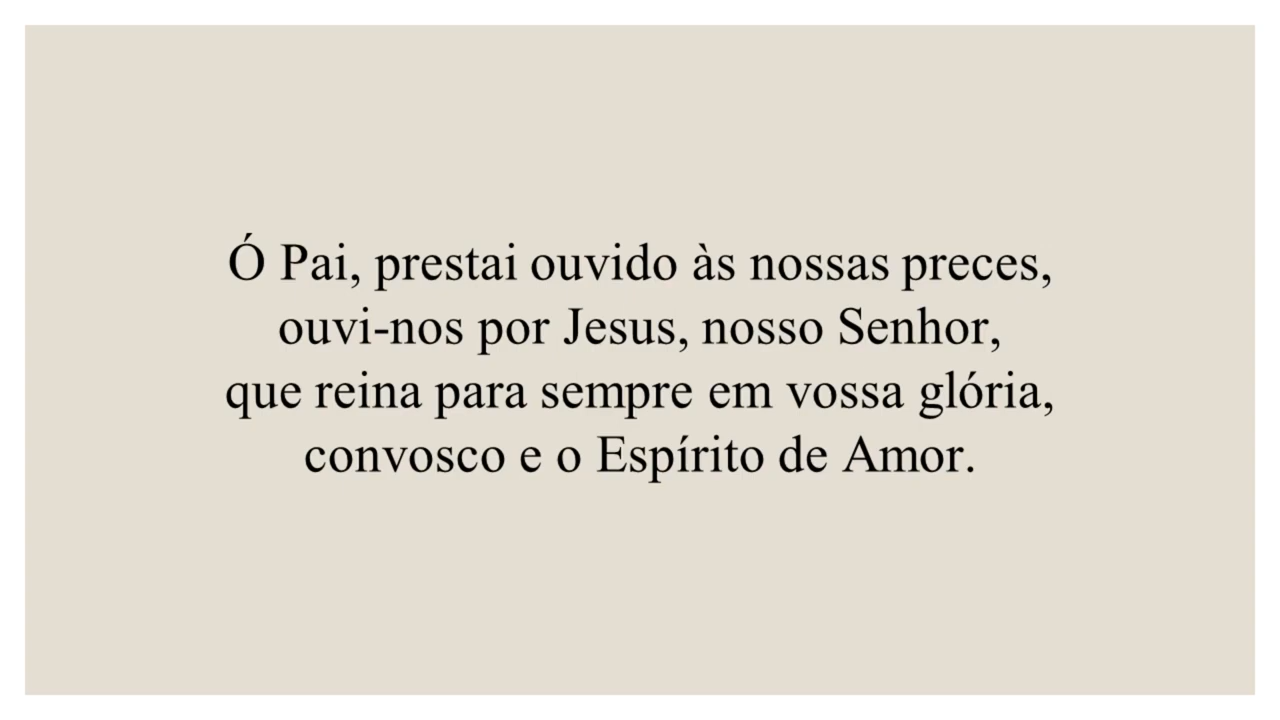 Ó Pai, prestai ouvido às nossas preces,
ouvi-nos por Jesus, nosso Senhor,
que reina para sempre em vossa glória,
convosco e o Espírito de Amor.